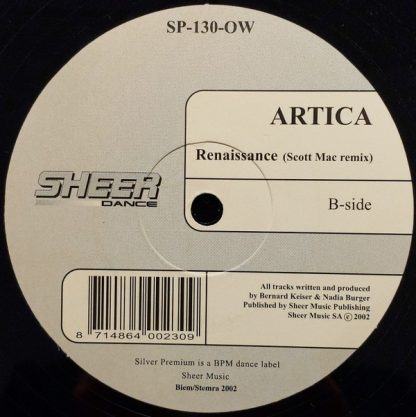 SP-130-OW
ARTICA
Renaissance (Scott Mac remix)
SHEER
DANCE
B-side
All tracks written and produced
by Bernard Keiser & Nadia Burger
Published by Sheer Music Publishing
Sheer Music SA ⓒ 2002
8 714864 002309
Silver Premium is a BPM dance label
Sheer Music
Biem/Stemra 2002